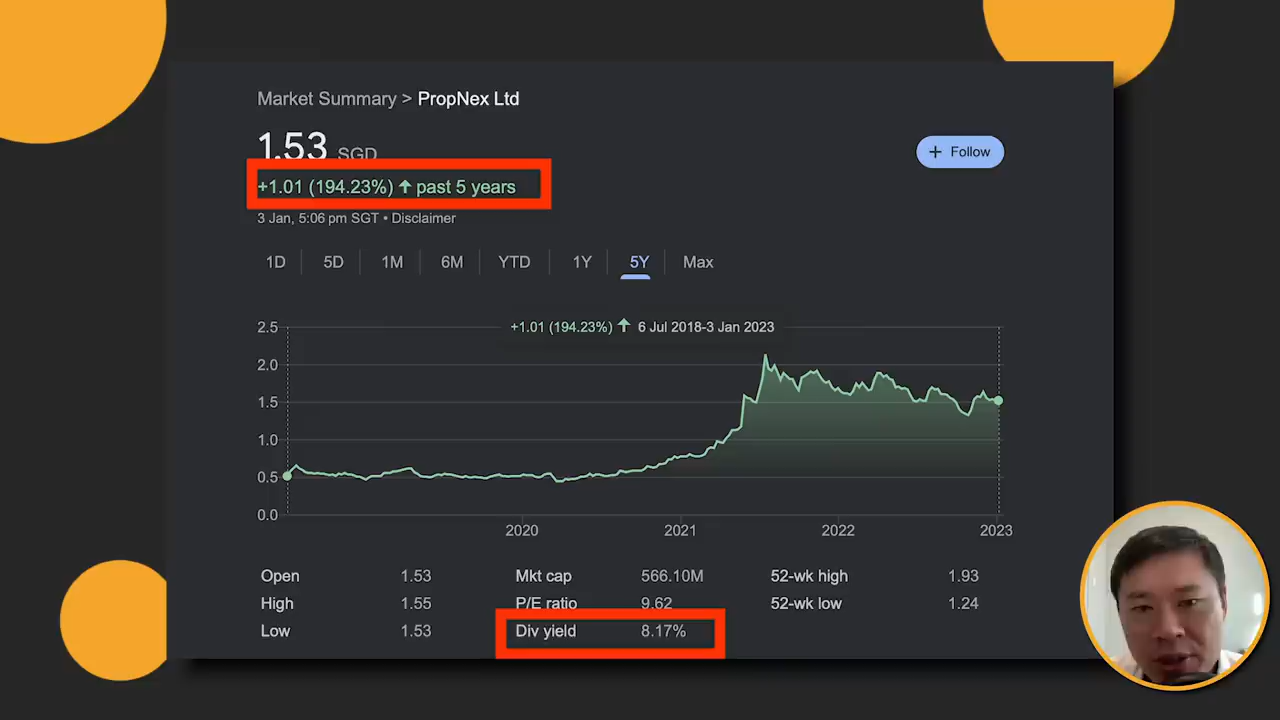 Market Summary > PropNex Ltd
1.53 SGD
+ Follow
+1.01 (194.23%) ↑ past 5 years
3 Jan, 5:06 pm SGT • Disclaimer
1D 5D 1M 6M YTD 1Y 5Y Max
+1.01 (194.23%) ↑ 6 Jul 2018-3 Jan 2023
2.5
2.0
1.5
1.0
0.5
0.0
2020 2021 2022 2023
Open 1.53 Mkt cap 566.10M 52-wk high 1.93
High 1.55 P/E ratio 9.62 52-wk low 1.24
Low 1.53 Div yield 8.17%